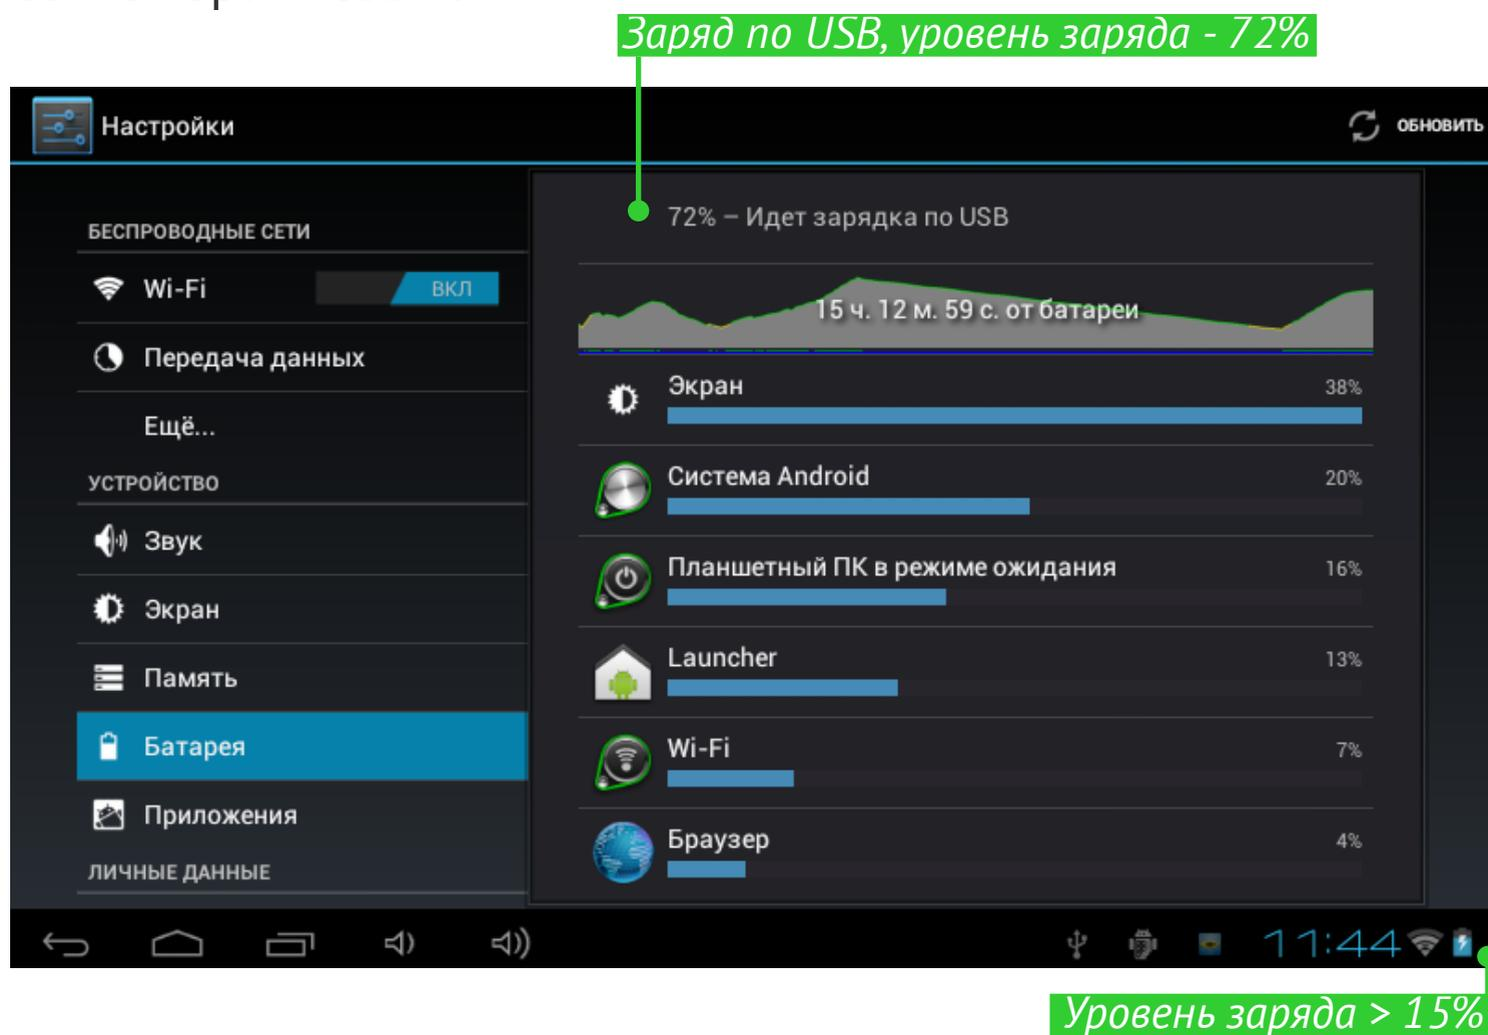 Заряд по USB, уровень заряда - 72%
Настройки
ОБНОВИТЬ
БЕСПРОВОДНЫЕ СЕТИ
Wi-Fi
ВКЛ
Передача данных
Ещё...
УСТРОЙСТВО
Звук
Экран
Память
Батарея
Приложения
ЛИЧНЫЕ ДАННЫЕ
72% – Идет зарядка по USB
15 ч. 12 м. 59 с. от батареи
Экран 38%
Система Android 20%
Планшетный ПК в режиме ожидания 16%
Launcher 13%
Wi-Fi 7%
Браузер 4%
11:44
Уровень заряда > 15%